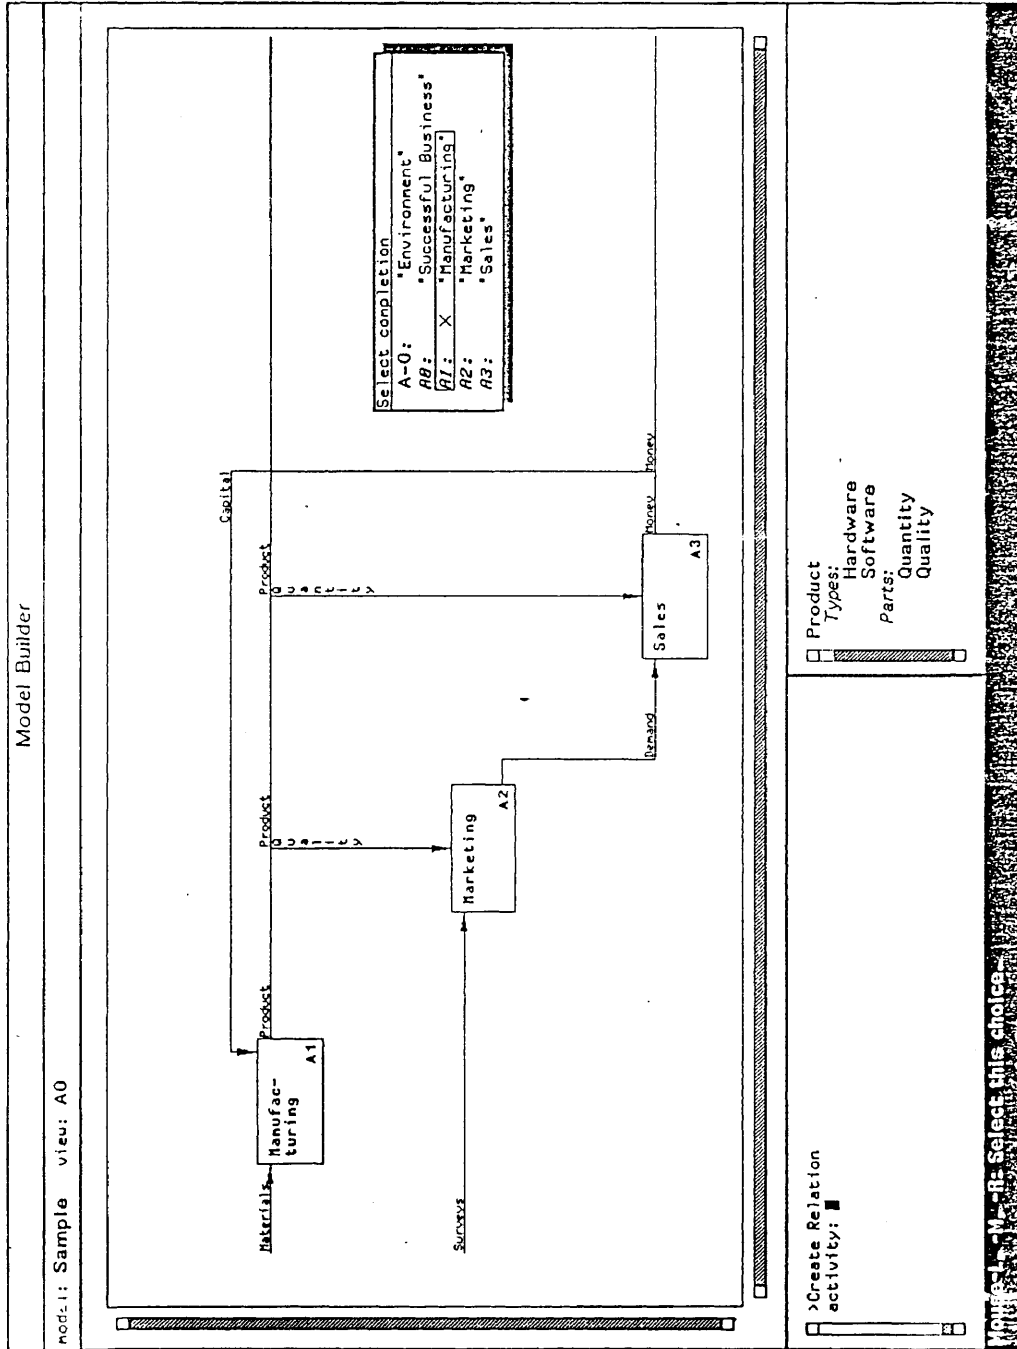 Model Builder
model: Sample view: A0
Capital
Materials
Manufac-
turing
A1
Product
Product
Quality
Product
Quantity
Select completion
A-0: "Environment"
A0: "Successful Business"
A1: X "Manufacturing"
A2: "Marketing"
A3: "Sales"
Surveys
Marketing
A2
Demand
Sales
A3
Money
Money
>Create Relation
activity:
Product
Types:
Hardware
Software
Parts:
Quantity
Quality
Select this choice